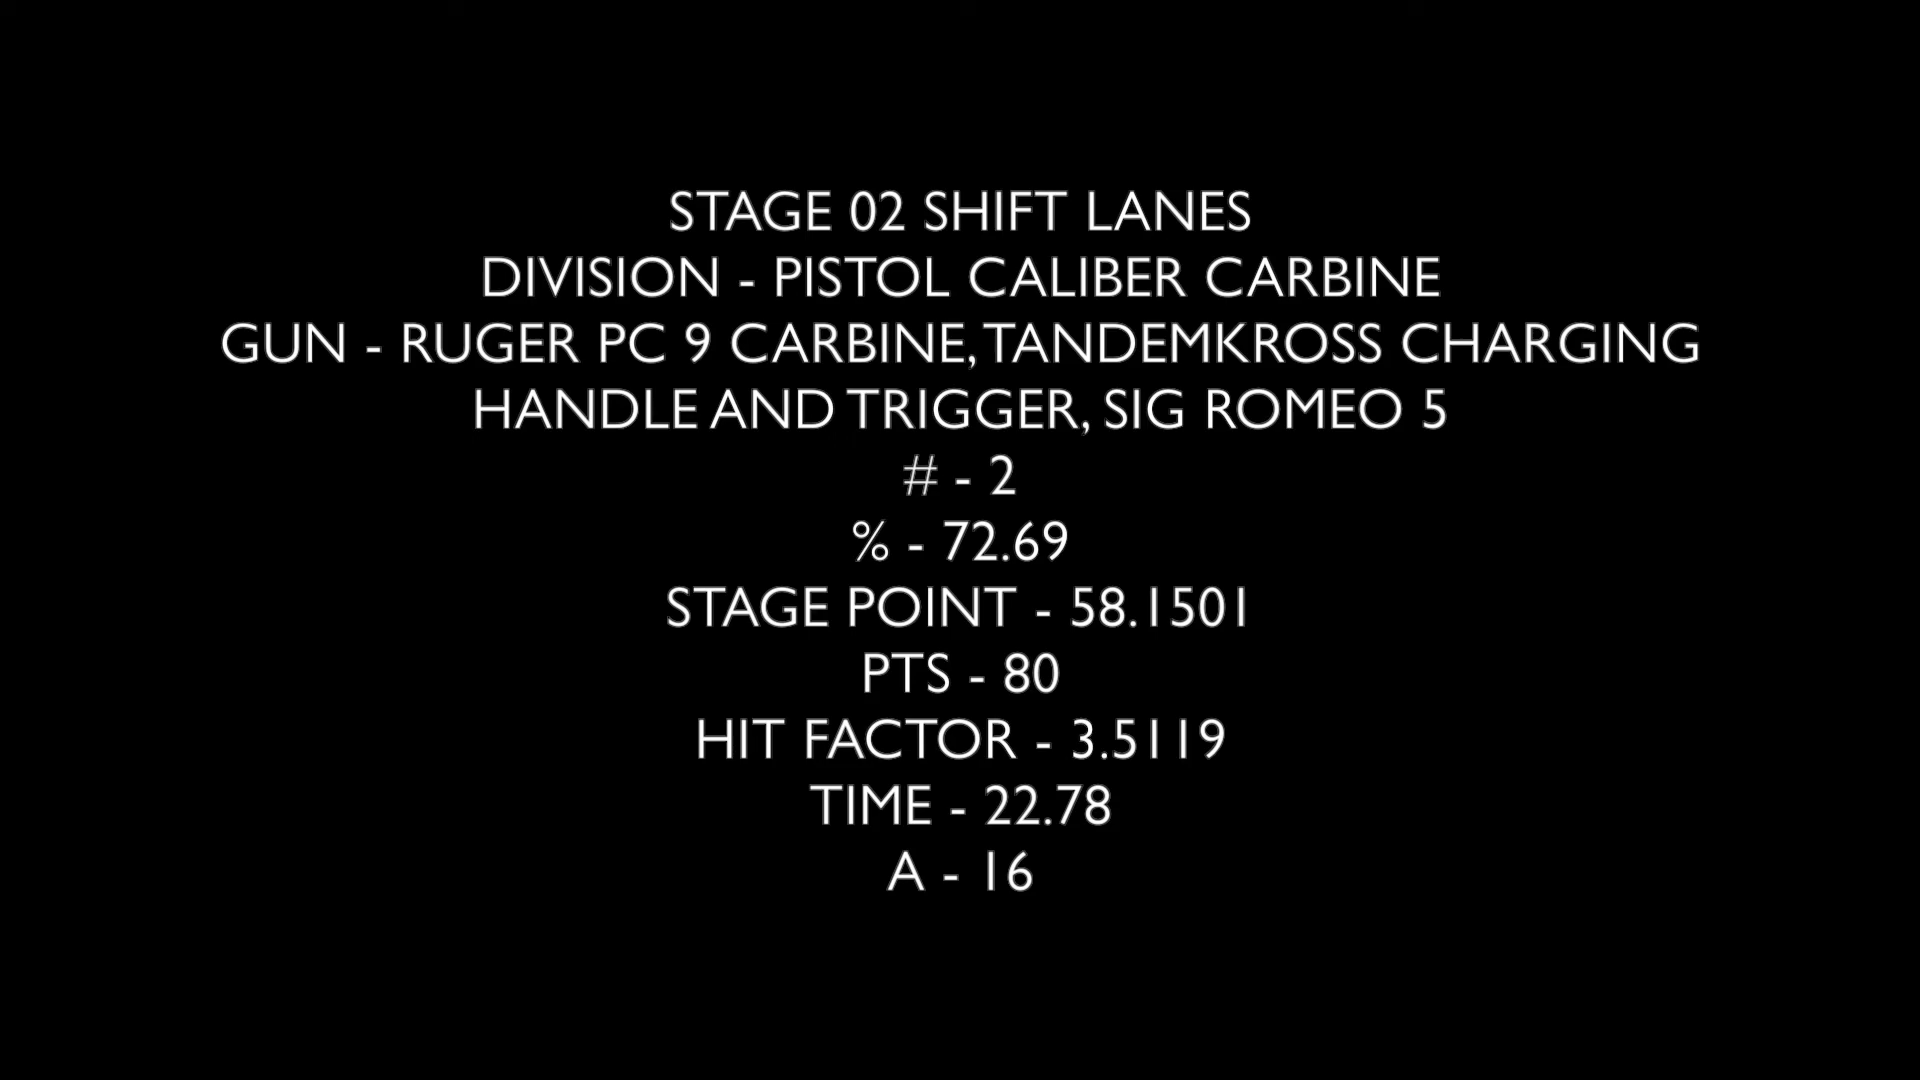 STAGE 02 SHIFT LANES
DIVISION - PISTOL CALIBER CARBINE
GUN - RUGER PC 9 CARBINE, TANDEMKROSS CHARGING
HANDLE AND TRIGGER, SIG ROMEO 5
# - 2
% - 72.69
STAGE POINT - 58.1501
PTS - 80
HIT FACTOR - 3.5119
TIME - 22.78
A - 16